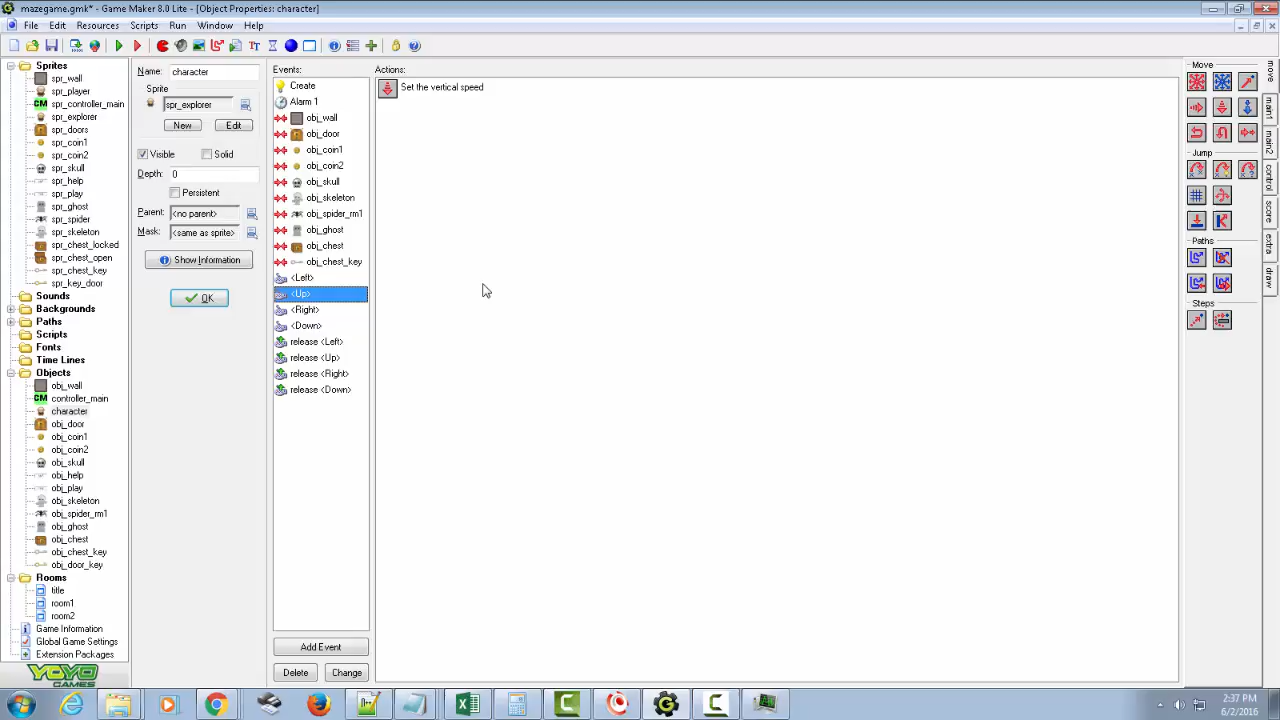 mazegame.gmk* - Game Maker 8.0 Lite - [Object Properties: character]
File Edit Resources Scripts Run Window Help
Sprites
spr_wall
spr_player
CM spr_controller_main
spr_explorer
spr_doors
spr_coin1
spr_coin2
spr_skull
spr_help
spr_play
spr_ghost
spr_spider
spr_skeleton
spr_chest_locked
spr_chest_open
spr_chest_key
spr_key_door
Sounds
Backgrounds
Paths
Scripts
Fonts
Time Lines
Objects
obj_wall
CM controller_main
character
obj_door
obj_coin1
obj_coin2
obj_skull
obj_help
obj_play
obj_skeleton
obj_spider_rm1
obj_ghost
obj_chest
obj_chest_key
obj_door_key
Rooms
title
room1
room2
Game Information
Global Game Settings
Extension Packages
YOYO
GAMES
Name: character
Sprite
spr_explorer
New Edit
Visible Solid
Depth: 0
Persistent
Parent: <no parent>
Mask: <same as sprite>
Show Information
OK
Events:
Create
Alarm 1
obj_wall
obj_door
obj_coin1
obj_coin2
obj_skull
obj_skeleton
obj_spider_rm1
obj_ghost
obj_chest
obj_chest_key
<Left>
<Up>
<Right>
<Down>
release <Left>
release <Up>
release <Right>
release <Down>
Add Event
Delete Change
Actions:
Set the vertical speed
Move
Jump
Paths
Steps
move
main1
main2
control
score
extra
draw
2:37 PM
6/2/2016